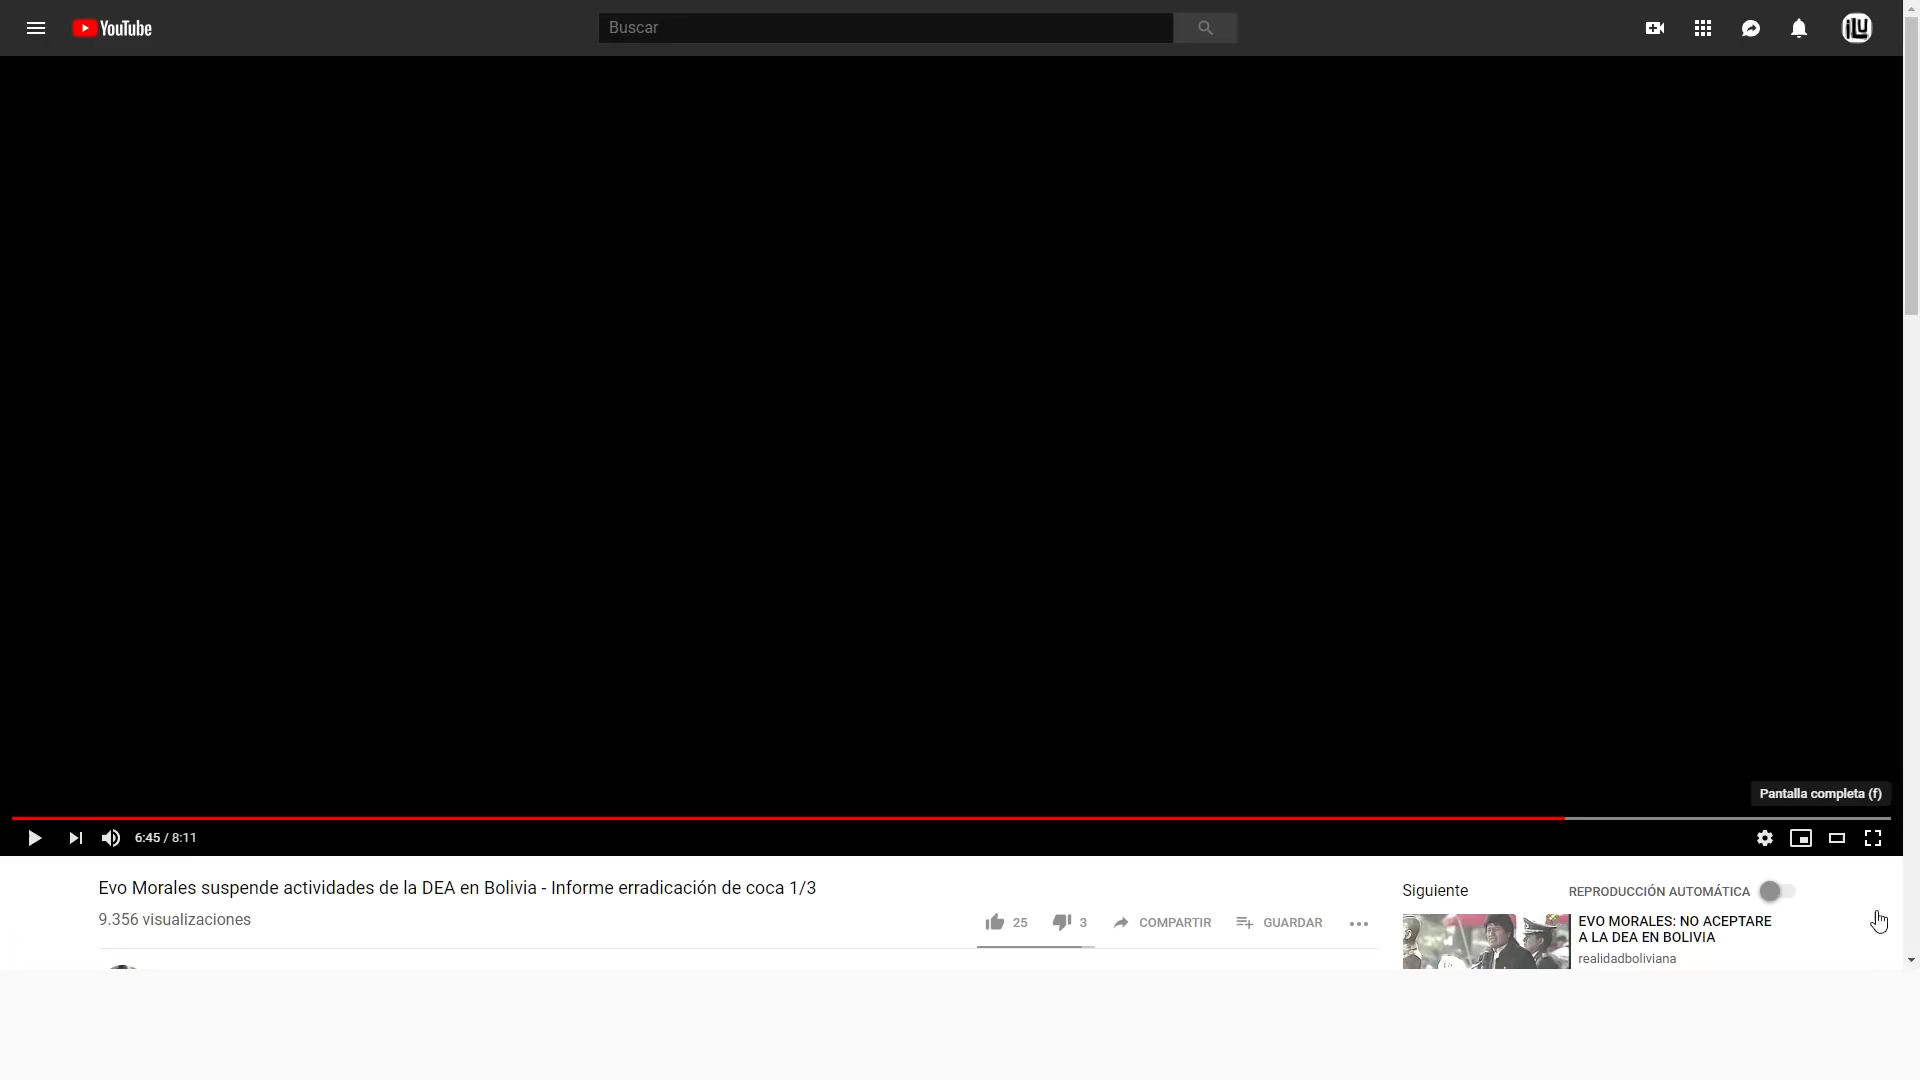 YouTube
Buscar
Pantalla completa (f)
6:45 / 8:11
Evo Morales suspende actividades de la DEA en Bolivia - Informe erradicación de coca 1/3
9.356 visualizaciones
25
3
COMPARTIR
GUARDAR
Siguiente
REPRODUCCIÓN AUTOMÁTICA
EVO MORALES: NO ACEPTARE
A LA DEA EN BOLIVIA
realidadboliviana